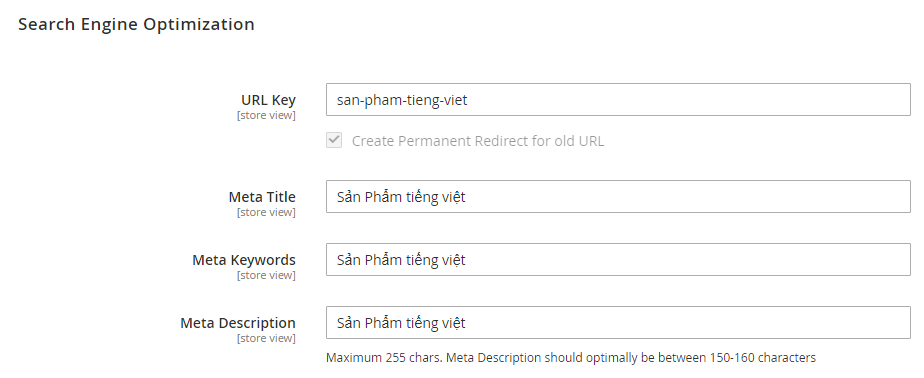 Search Engine Optimization
URL Key
san-pham-tieng-viet
[store view]
Create Permanent Redirect for old URL
Meta Title
Sản Phẩm tiếng việt
[store view]
Meta Keywords
Sản Phẩm tiếng việt
[store view]
Meta Description
Sản Phẩm tiếng việt
[store view]
Maximum 255 chars. Meta Description should optimally be between 150-160 characters